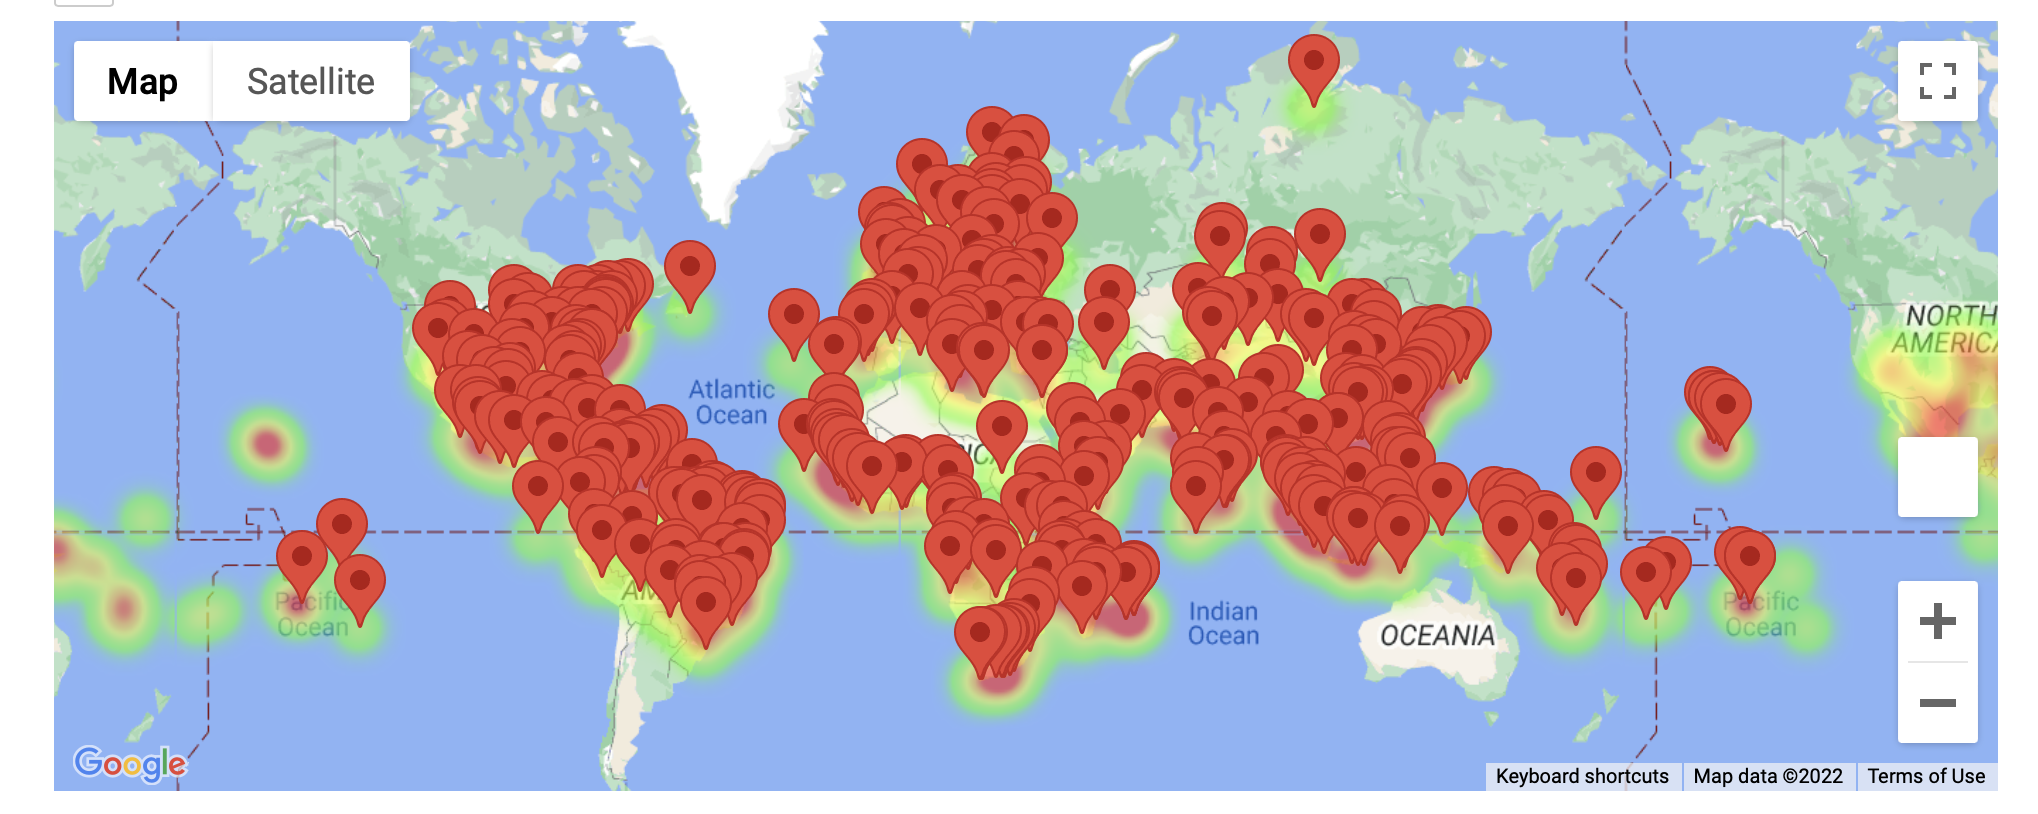 Map
Satellite
NORTH
AMERICA
Atlantic
Ocean
Pacific
Ocean
Indian
Ocean
OCEANIA
Pacific
Ocean
Google
Keyboard shortcuts
Map data ©2022
Terms of Use